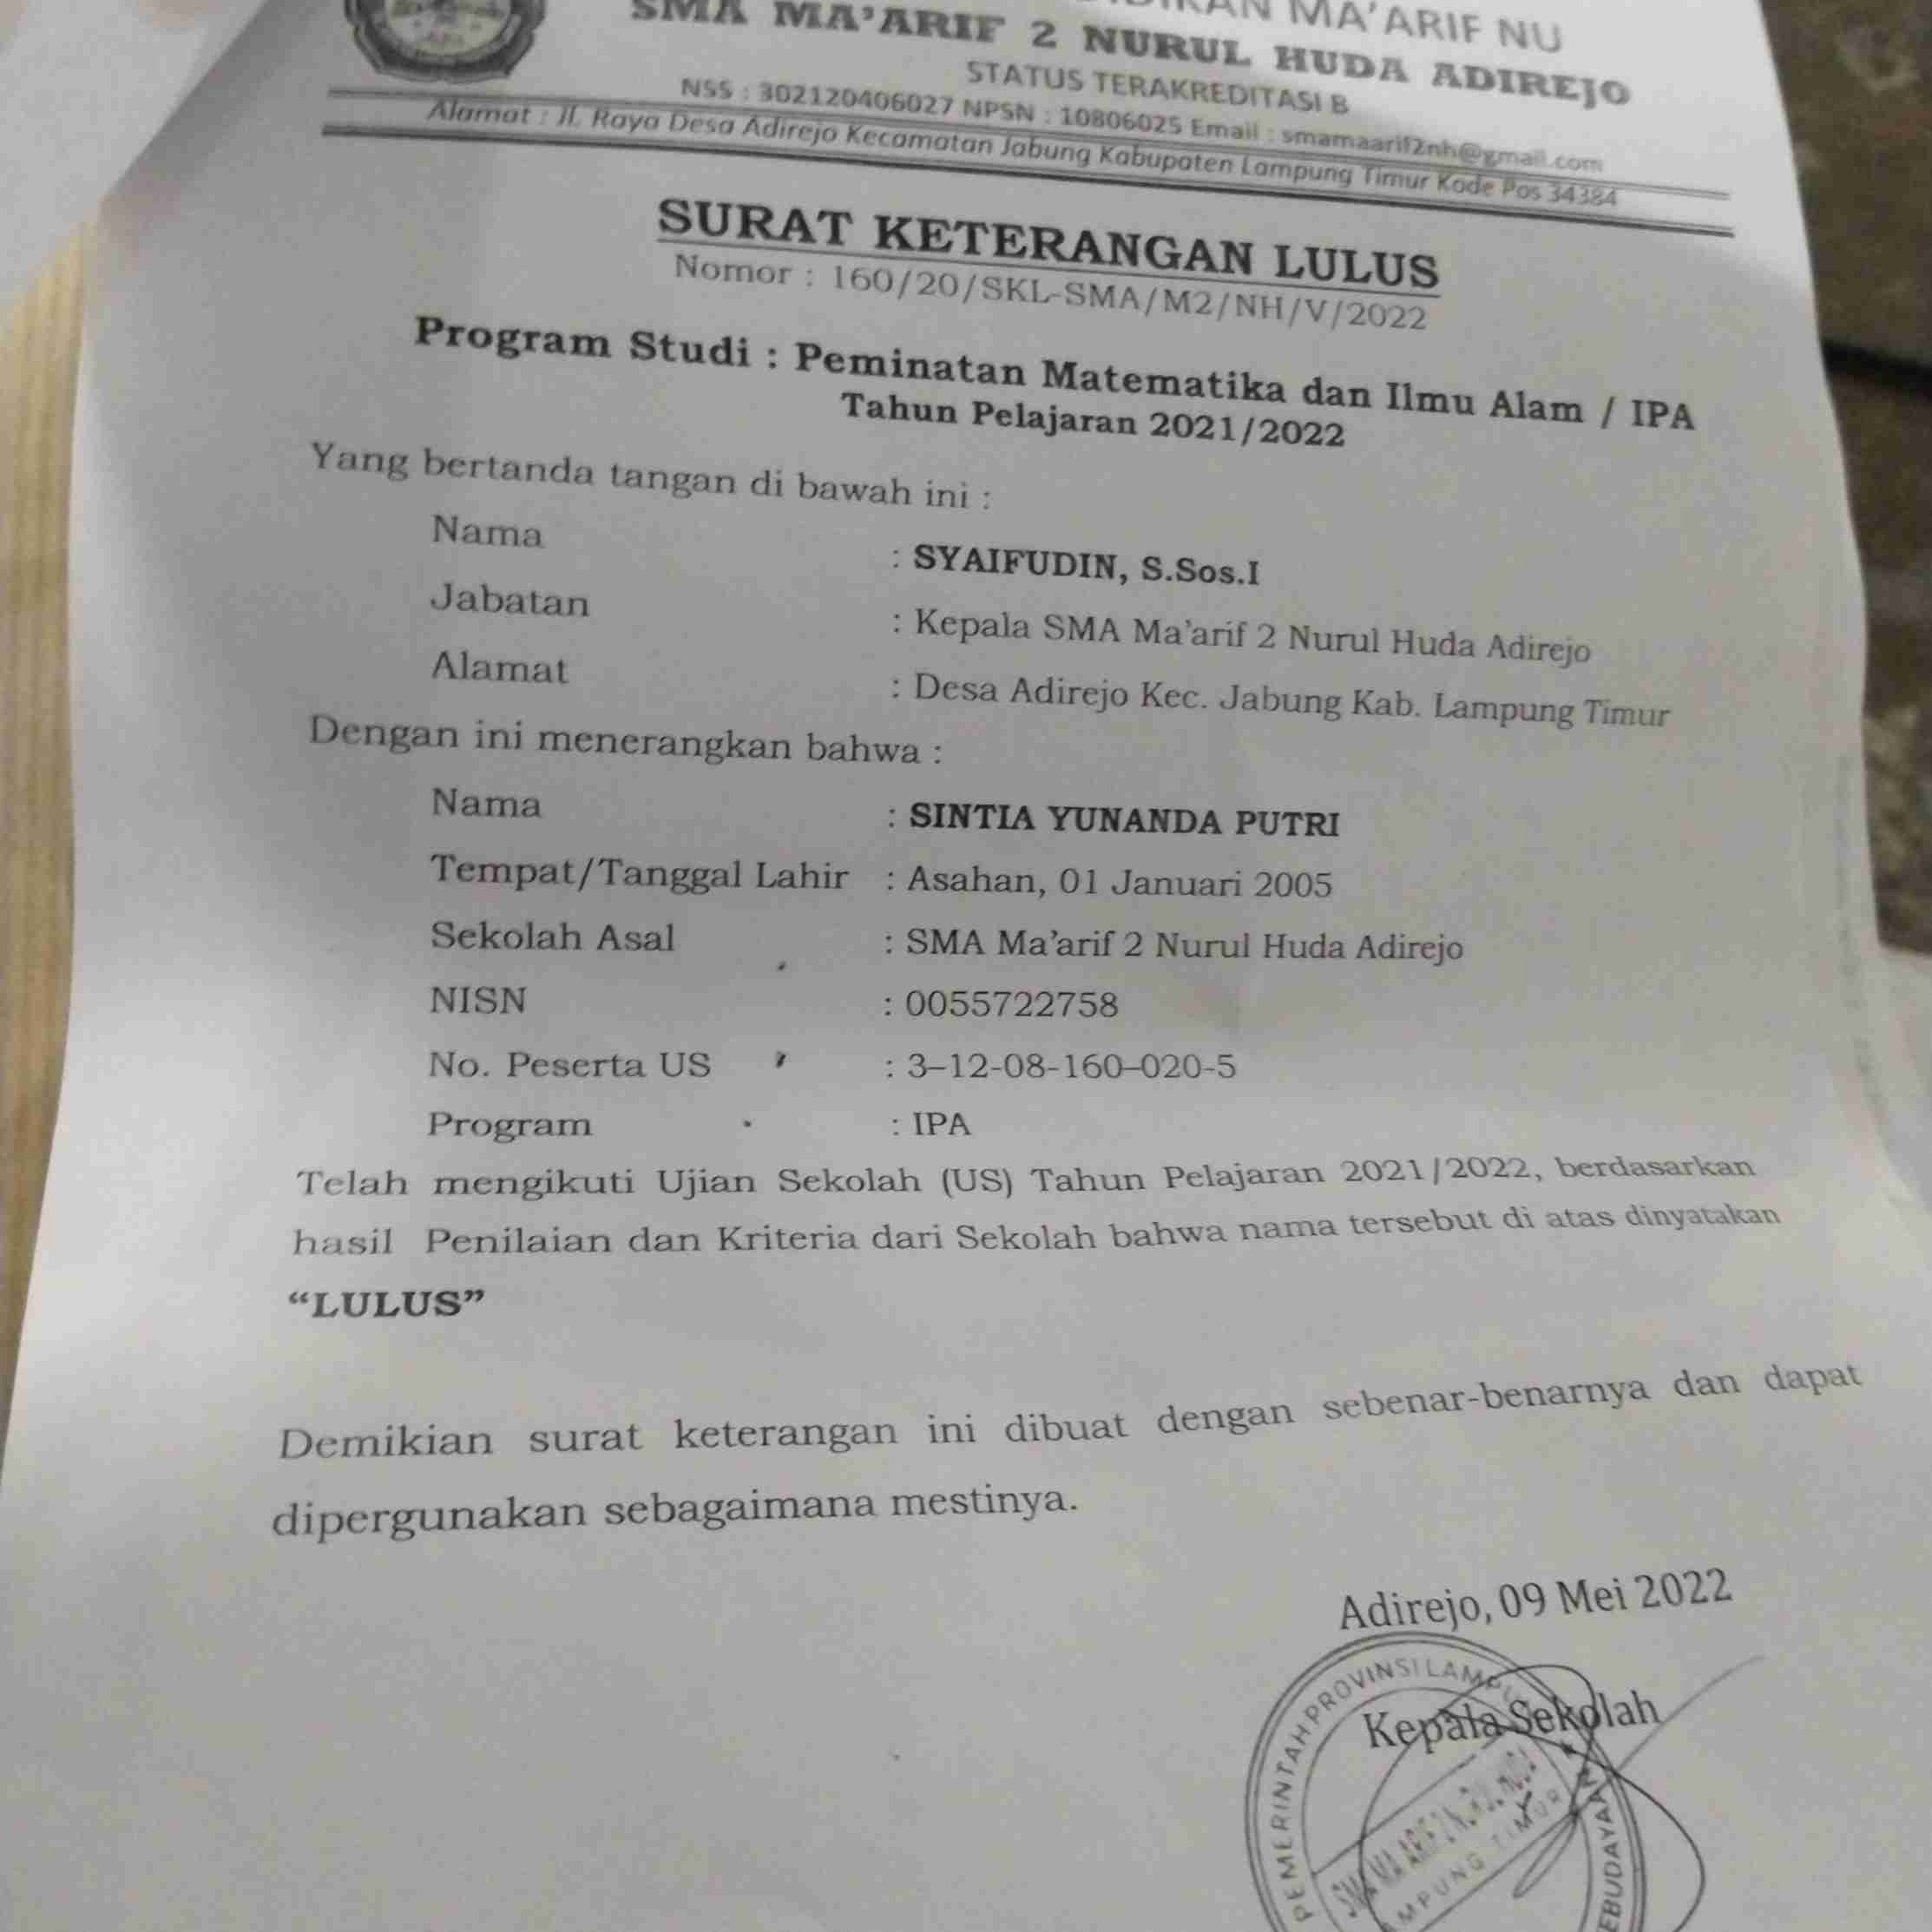 MA'ARIF NU
SMA MA'ARIF 2 NURUL HUDA ADIREJO
STATUS TERAKREDITASI B
NSS : 302120406027 NPSN : 10806025 Email : smamaarif2nh@gmail.com
Alamat : Jl. Raya Desa Adirejo Kecamatan Jabung Kabupaten Lampung Timur Kode Pos 34384
SURAT KETERANGAN LULUS
Nomor : 160/20/SKL-SMA/M2/NH/V/2022
Program Studi : Peminatan Matematika dan Ilmu Alam / IPA
Tahun Pelajaran 2021/2022
Yang bertanda tangan di bawah ini :
Nama : SYAIFUDIN, S.Sos.I
Jabatan : Kepala SMA Ma'arif 2 Nurul Huda Adirejo
Alamat : Desa Adirejo Kec. Jabung Kab. Lampung Timur
Dengan ini menerangkan bahwa :
Nama : SINTIA YUNANDA PUTRI
Tempat/Tanggal Lahir : Asahan, 01 Januari 2005
Sekolah Asal : SMA Ma'arif 2 Nurul Huda Adirejo
NISN : 0055722758
No. Peserta US : 3–12-08-160–020-5
Program : IPA
Telah mengikuti Ujian Sekolah (US) Tahun Pelajaran 2021/2022, berdasarkan
hasil Penilaian dan Kriteria dari Sekolah bahwa nama tersebut di atas dinyatakan
“LULUS”
Demikian surat keterangan ini dibuat dengan sebenar-benarnya dan dapat
dipergunakan sebagaimana mestinya.
Adirejo, 09 Mei 2022
Kepala Sekolah
PEMERINTAH PROVINSI
TIMUR